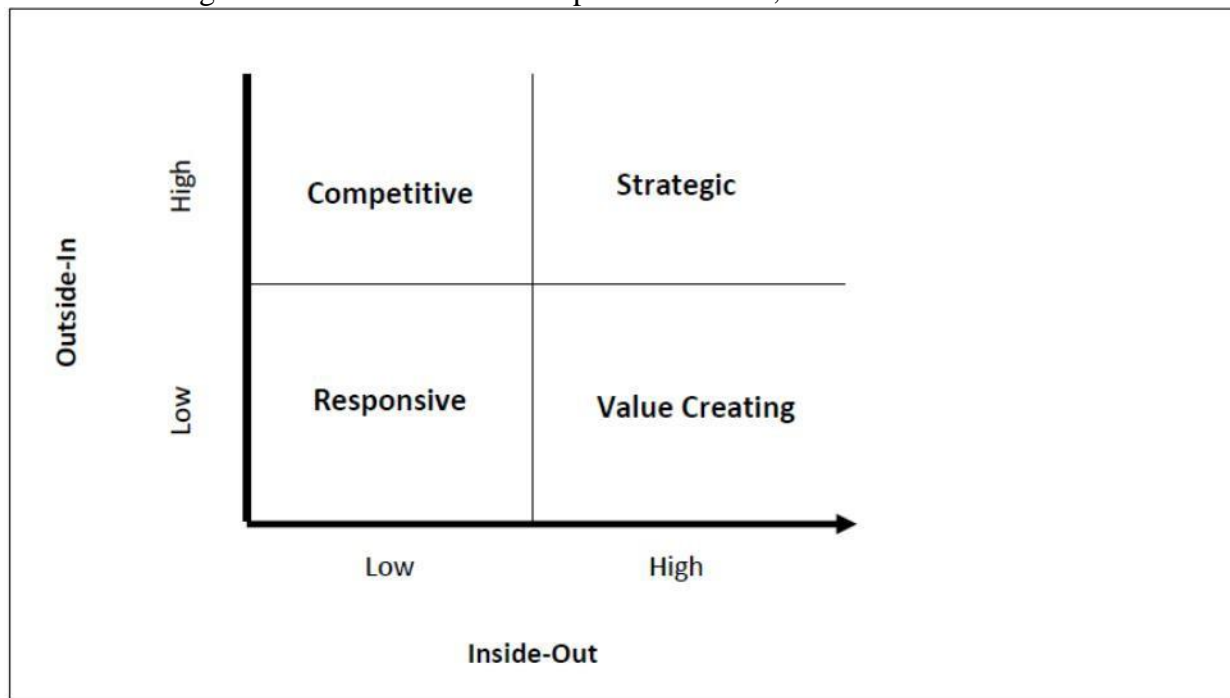 High
Competitive
Strategic
Outside-In
Low
Responsive
Value Creating
Low
High
Inside-Out